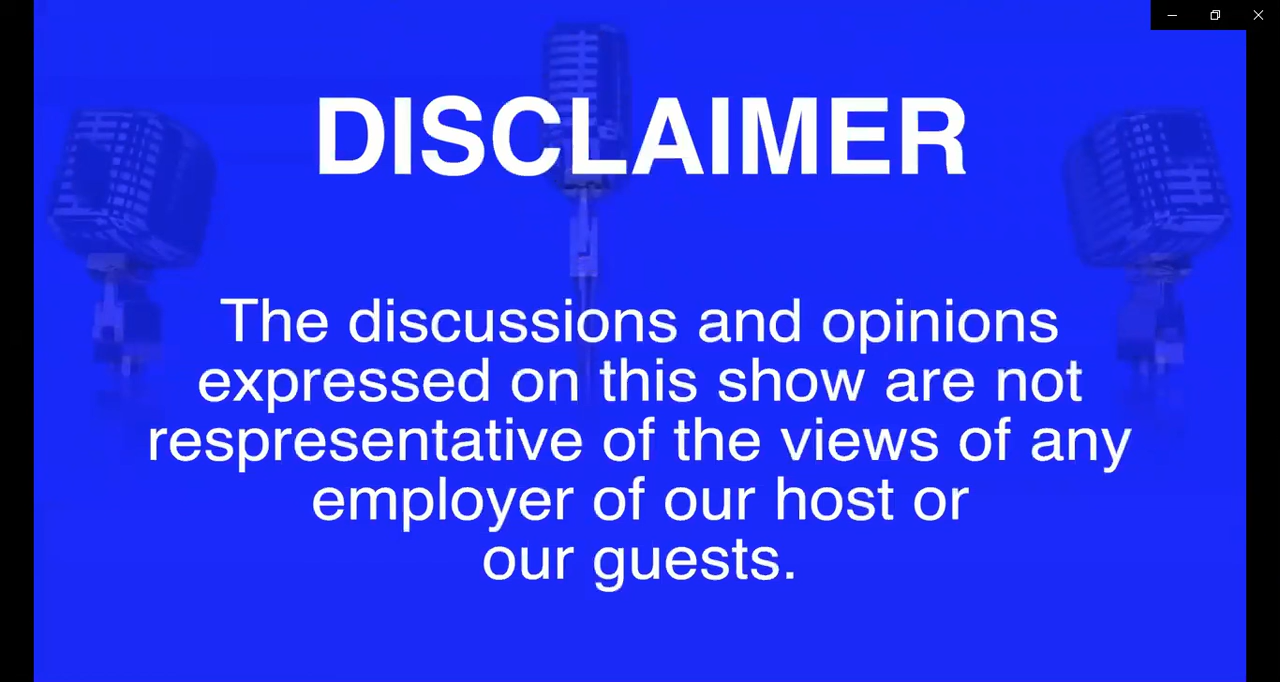 DISCLAIMER
The discussions and opinions
expressed on this show are not
respresentative of the views of any
employer of our host or
our guests.